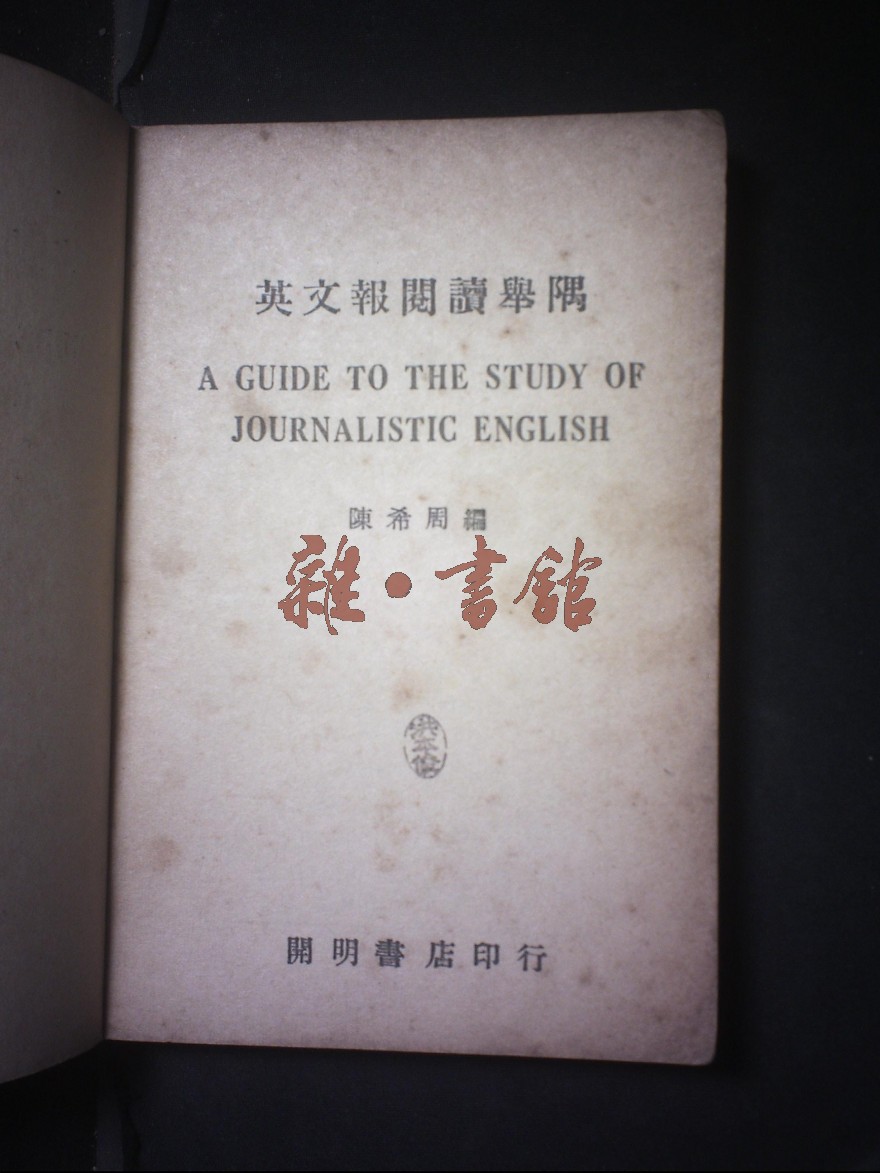 英文報閱讀舉隅
A GUIDE TO THE STUDY OF
JOURNALISTIC ENGLISH
陳希周編
雜·書館
開明書店印行